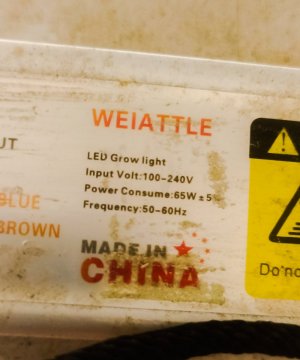 WEIATTLE
LED Grow light
Input Volt:100-240V
Power Consume:65W±5
Frequency:50-60Hz
MADE IN
CHINA
UT
BLUE
BROWN
Do no